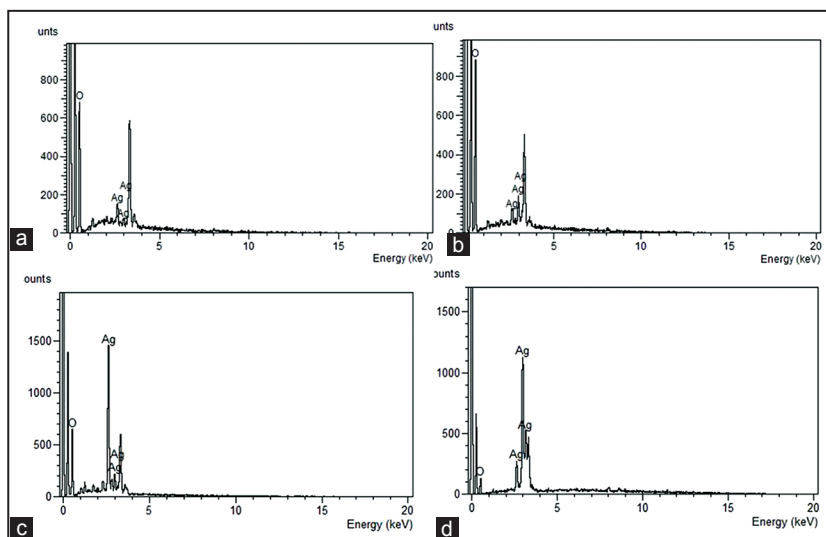 unts
800
600
400
200
0
O
Ag
Ag
Ag
0 5 10 15 20
Energy (keV)
a
unts
800
600
400
200
0
O
Ag
Ag
Ag
5 10 15 20
Energy (keV)
b
ounts
1500
1000
500
0
Ag
O
Ag
Ag
0 5 10 15 20
Energy (keV)
c
ounts
1500
1000
500
0
Ag
Ag
Ag
O
0 5 10 15 20
Energy (keV)
d